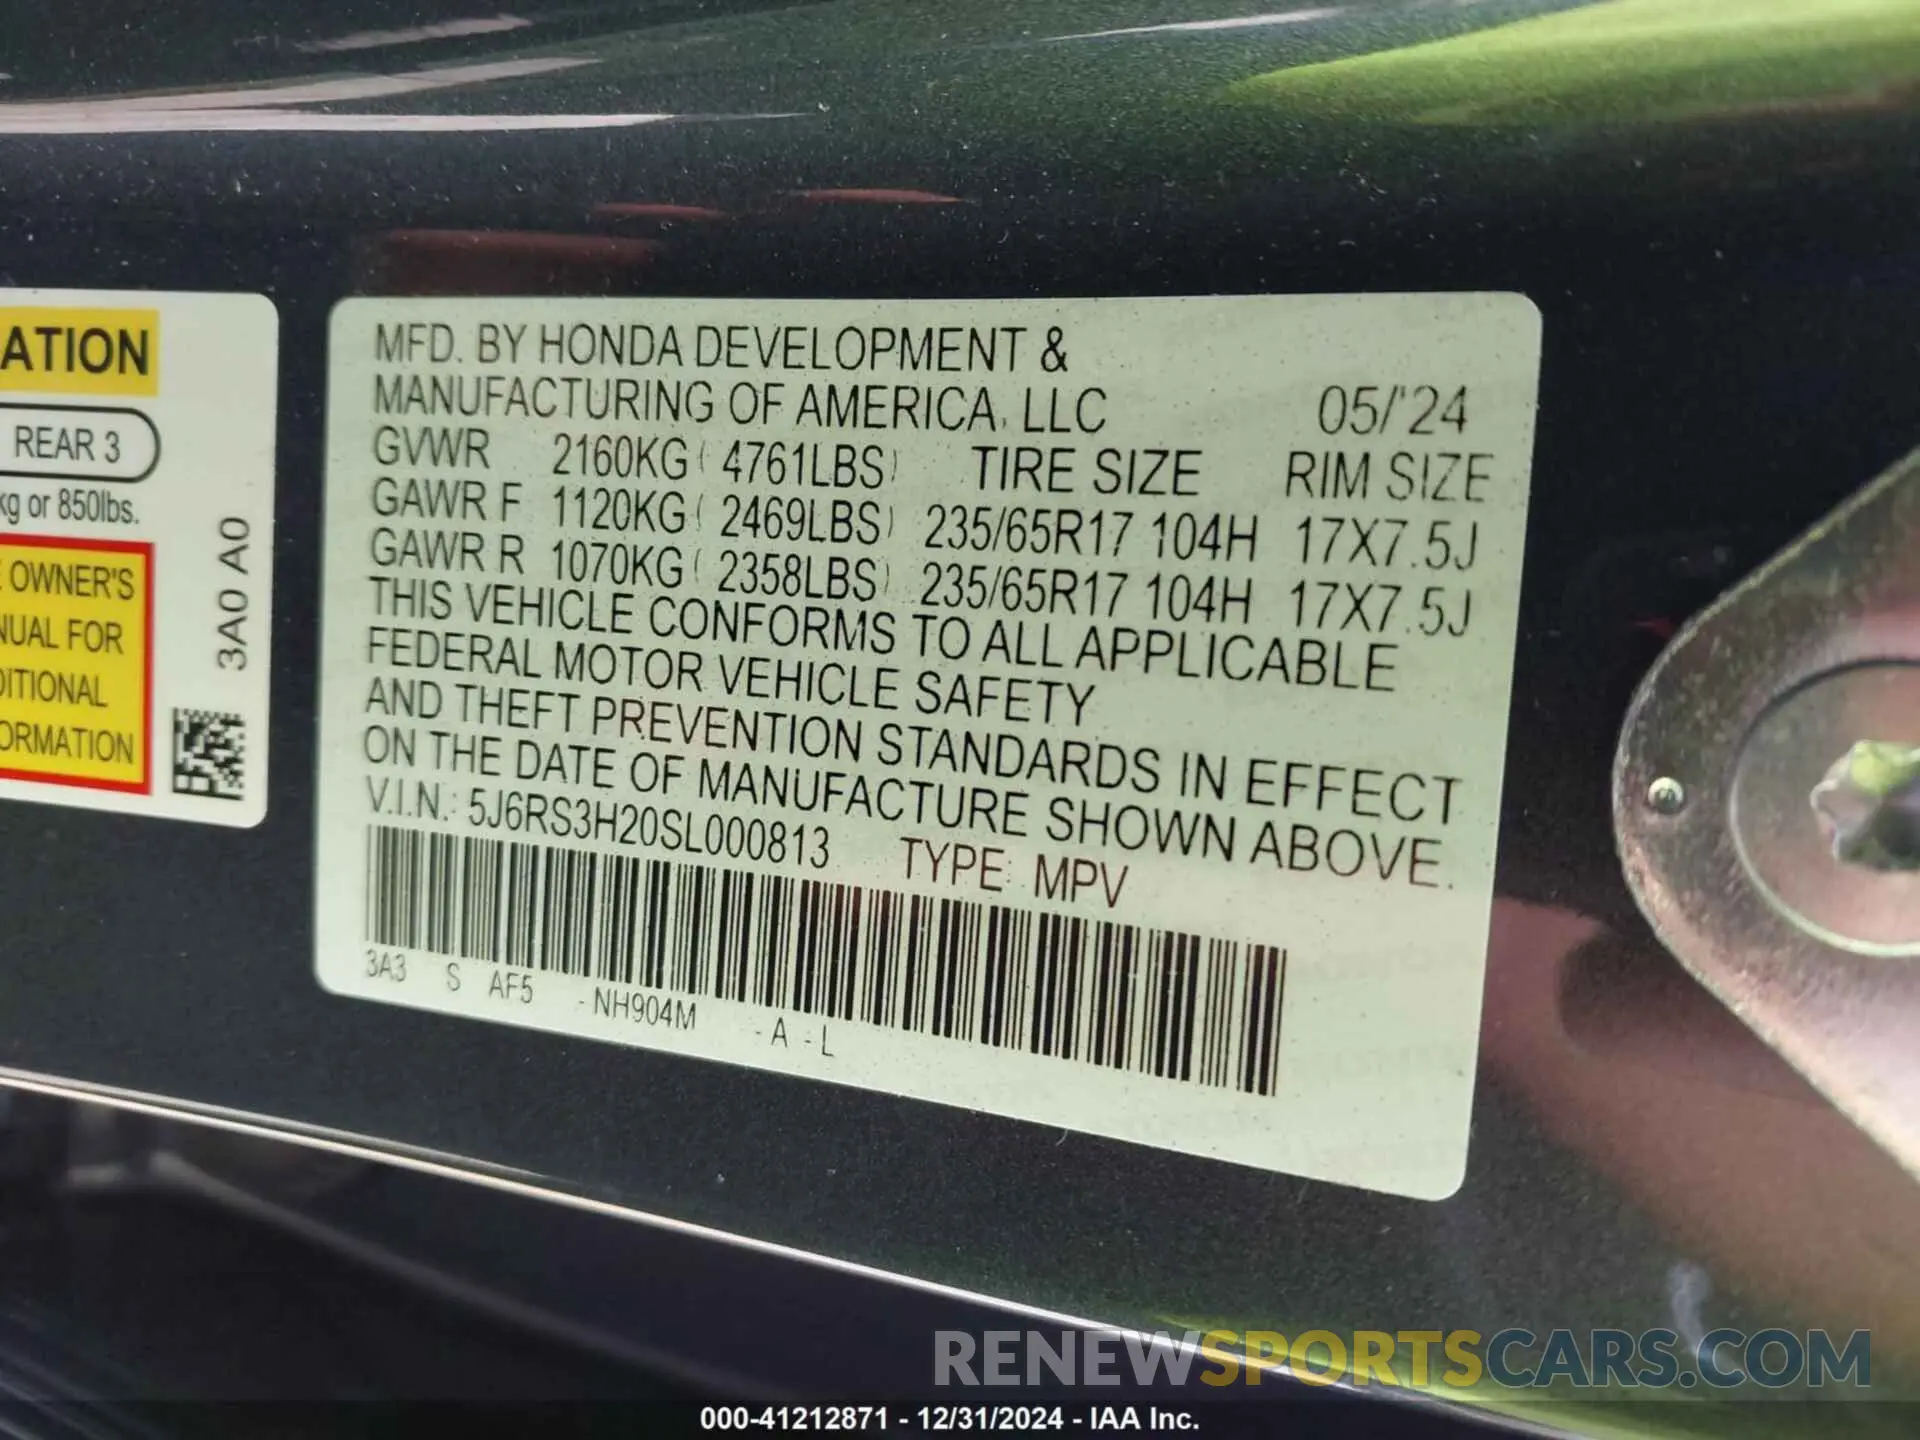 ATION
REAR 3
kg or 850lbs.
OWNER'S
NUAL FOR
DITIONAL
ORMATION
3A0 A0
MFD. BY HONDA DEVELOPMENT &
MANUFACTURING OF AMERICA, LLC 05/'24
GVWR 2160KG ( 4761LBS) TIRE SIZE RIM SIZE
GAWR F 1120KG ( 2469LBS) 235/65R17 104H 17X7.5J
GAWR R 1070KG ( 2358LBS) 235/65R17 104H 17X7.5J
THIS VEHICLE CONFORMS TO ALL APPLICABLE
FEDERAL MOTOR VEHICLE SAFETY
AND THEFT PREVENTION STANDARDS IN EFFECT
ON THE DATE OF MANUFACTURE SHOWN ABOVE.
V.I.N.: 5J6RS3H20SL000813 TYPE: MPV
3A3 S AF5 -NH904M -A -L
RENEWSPORTSCARS.COM
000-41212871 - 12/31/2024 - IAA Inc.